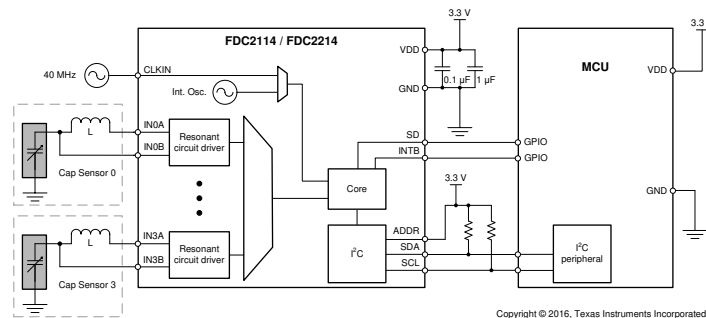 3.3 V
3.3
FDC2114 / FDC2214
VDD
MCU
VDD
40 MHz
CLKIN
Int. Osc.
0.1 µF
1 µF
GND
L
IN0A
IN0B
Resonant
circuit driver
Cap Sensor 0
SD
GPIO
INTB
GPIO
Core
3.3 V
GND
L
IN3A
IN3B
Resonant
circuit driver
Cap Sensor 3
ADDR
SDA
SCL
I²C
I²C
peripheral
Copyright © 2016, Texas Instruments Incorporated